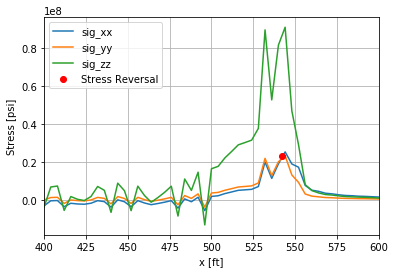 1e8
sig_xx
sig_yy
sig_zz
Stress Reversal
Stress [psi]
0.8
0.6
0.4
0.2
0.0
400 425 450 475 500 525 550 575 600
x [ft]